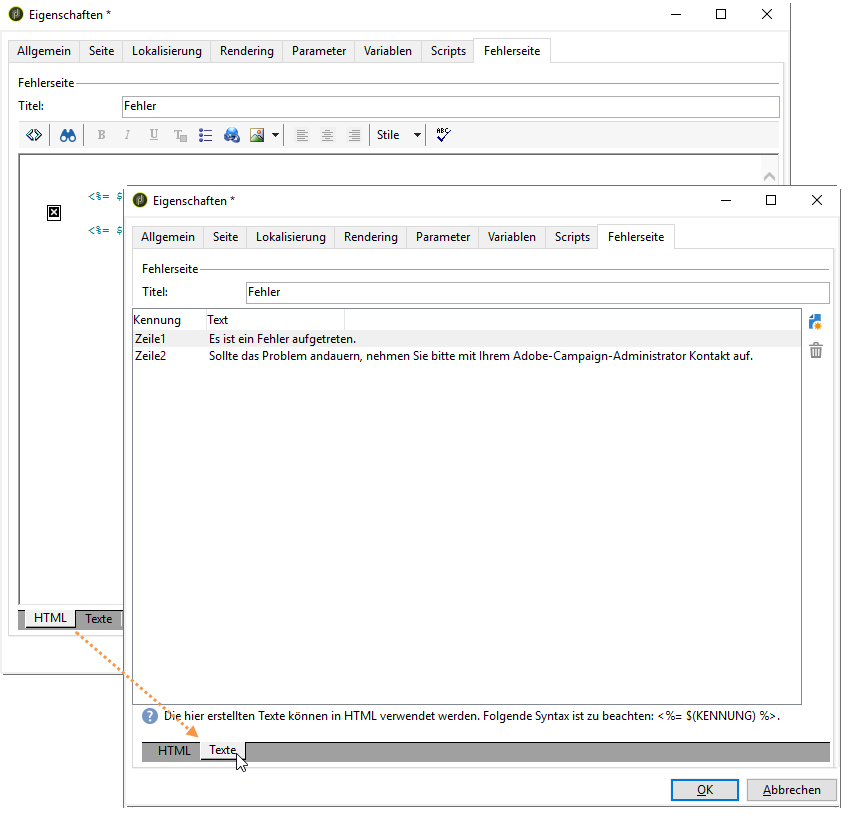 Eigenschaften *
Allgemein Seite Lokalisierung Rendering Parameter Variablen Scripts Fehlerseite
Fehlerseite
Titel: Fehler
B I U T Stile ABC
<%= $
<%= $
HTML Texte
Eigenschaften *
Allgemein Seite Lokalisierung Rendering Parameter Variablen Scripts Fehlerseite
Fehlerseite
Titel: Fehler
Kennung Text
Zeile1 Es ist ein Fehler aufgetreten.
Zeile2 Sollte das Problem andauern, nehmen Sie bitte mit Ihrem Adobe-Campaign-Administrator Kontakt auf.
? Die hier erstellten Texte können in HTML verwendet werden. Folgende Syntax ist zu beachten: <%= $(KENNUNG) %>.
HTML Texte
OK Abbrechen